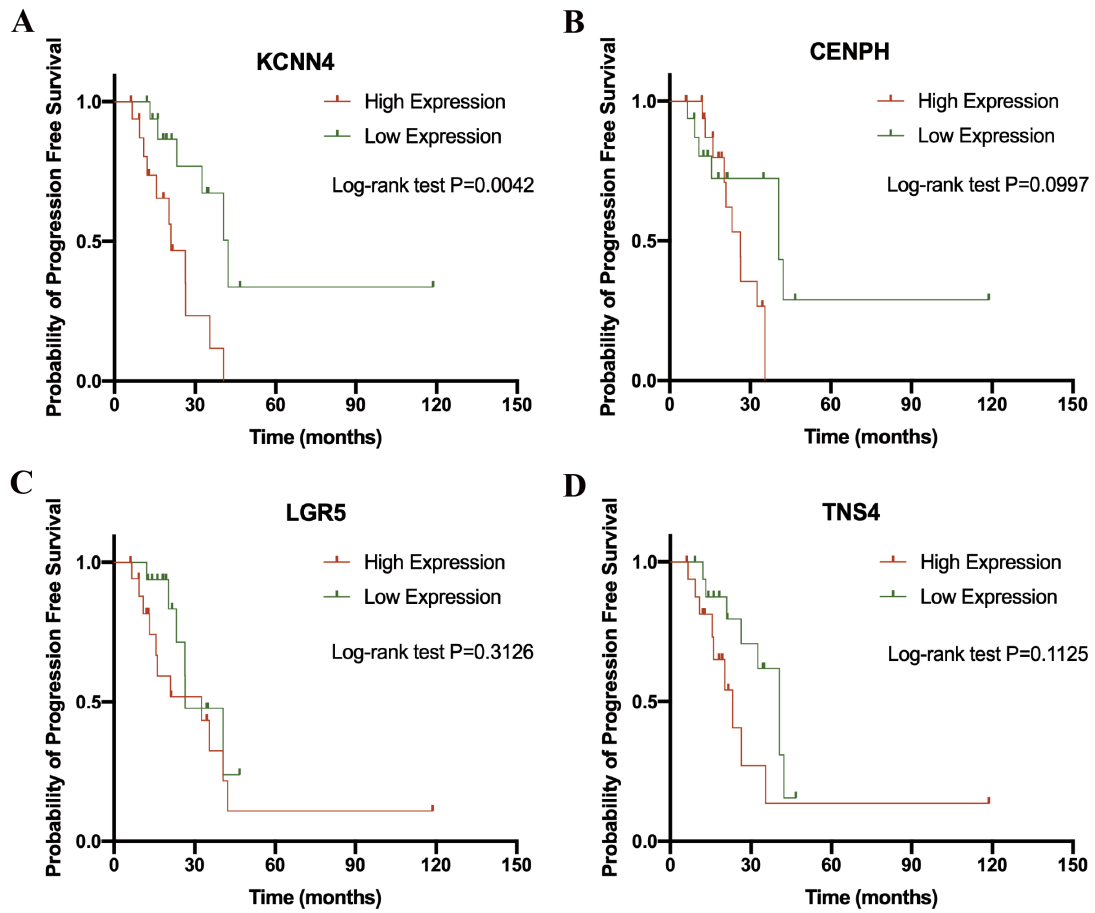 A
KCNN4
Probability of Progression Free Survival
High Expression
Low Expression
Log-rank test P=0.0042
1.0
0.5
0.0
0 30 60 90 120 150
Time (months)
B
CENPH
Probability of Progression Free Survival
High Expression
Low Expression
Log-rank test P=0.0997
1.0
0.5
0.0
0 30 60 90 120 150
Time (months)
C
LGR5
Probability of Progression Free Survival
High Expression
Low Expression
Log-rank test P=0.3126
1.0
0.5
0.0
0 30 60 90 120 150
Time (months)
D
TNS4
Probability of Progression Free Survival
High Expression
Low Expression
Log-rank test P=0.1125
1.0
0.5
0.0
0 30 60 90 120 150
Time (months)